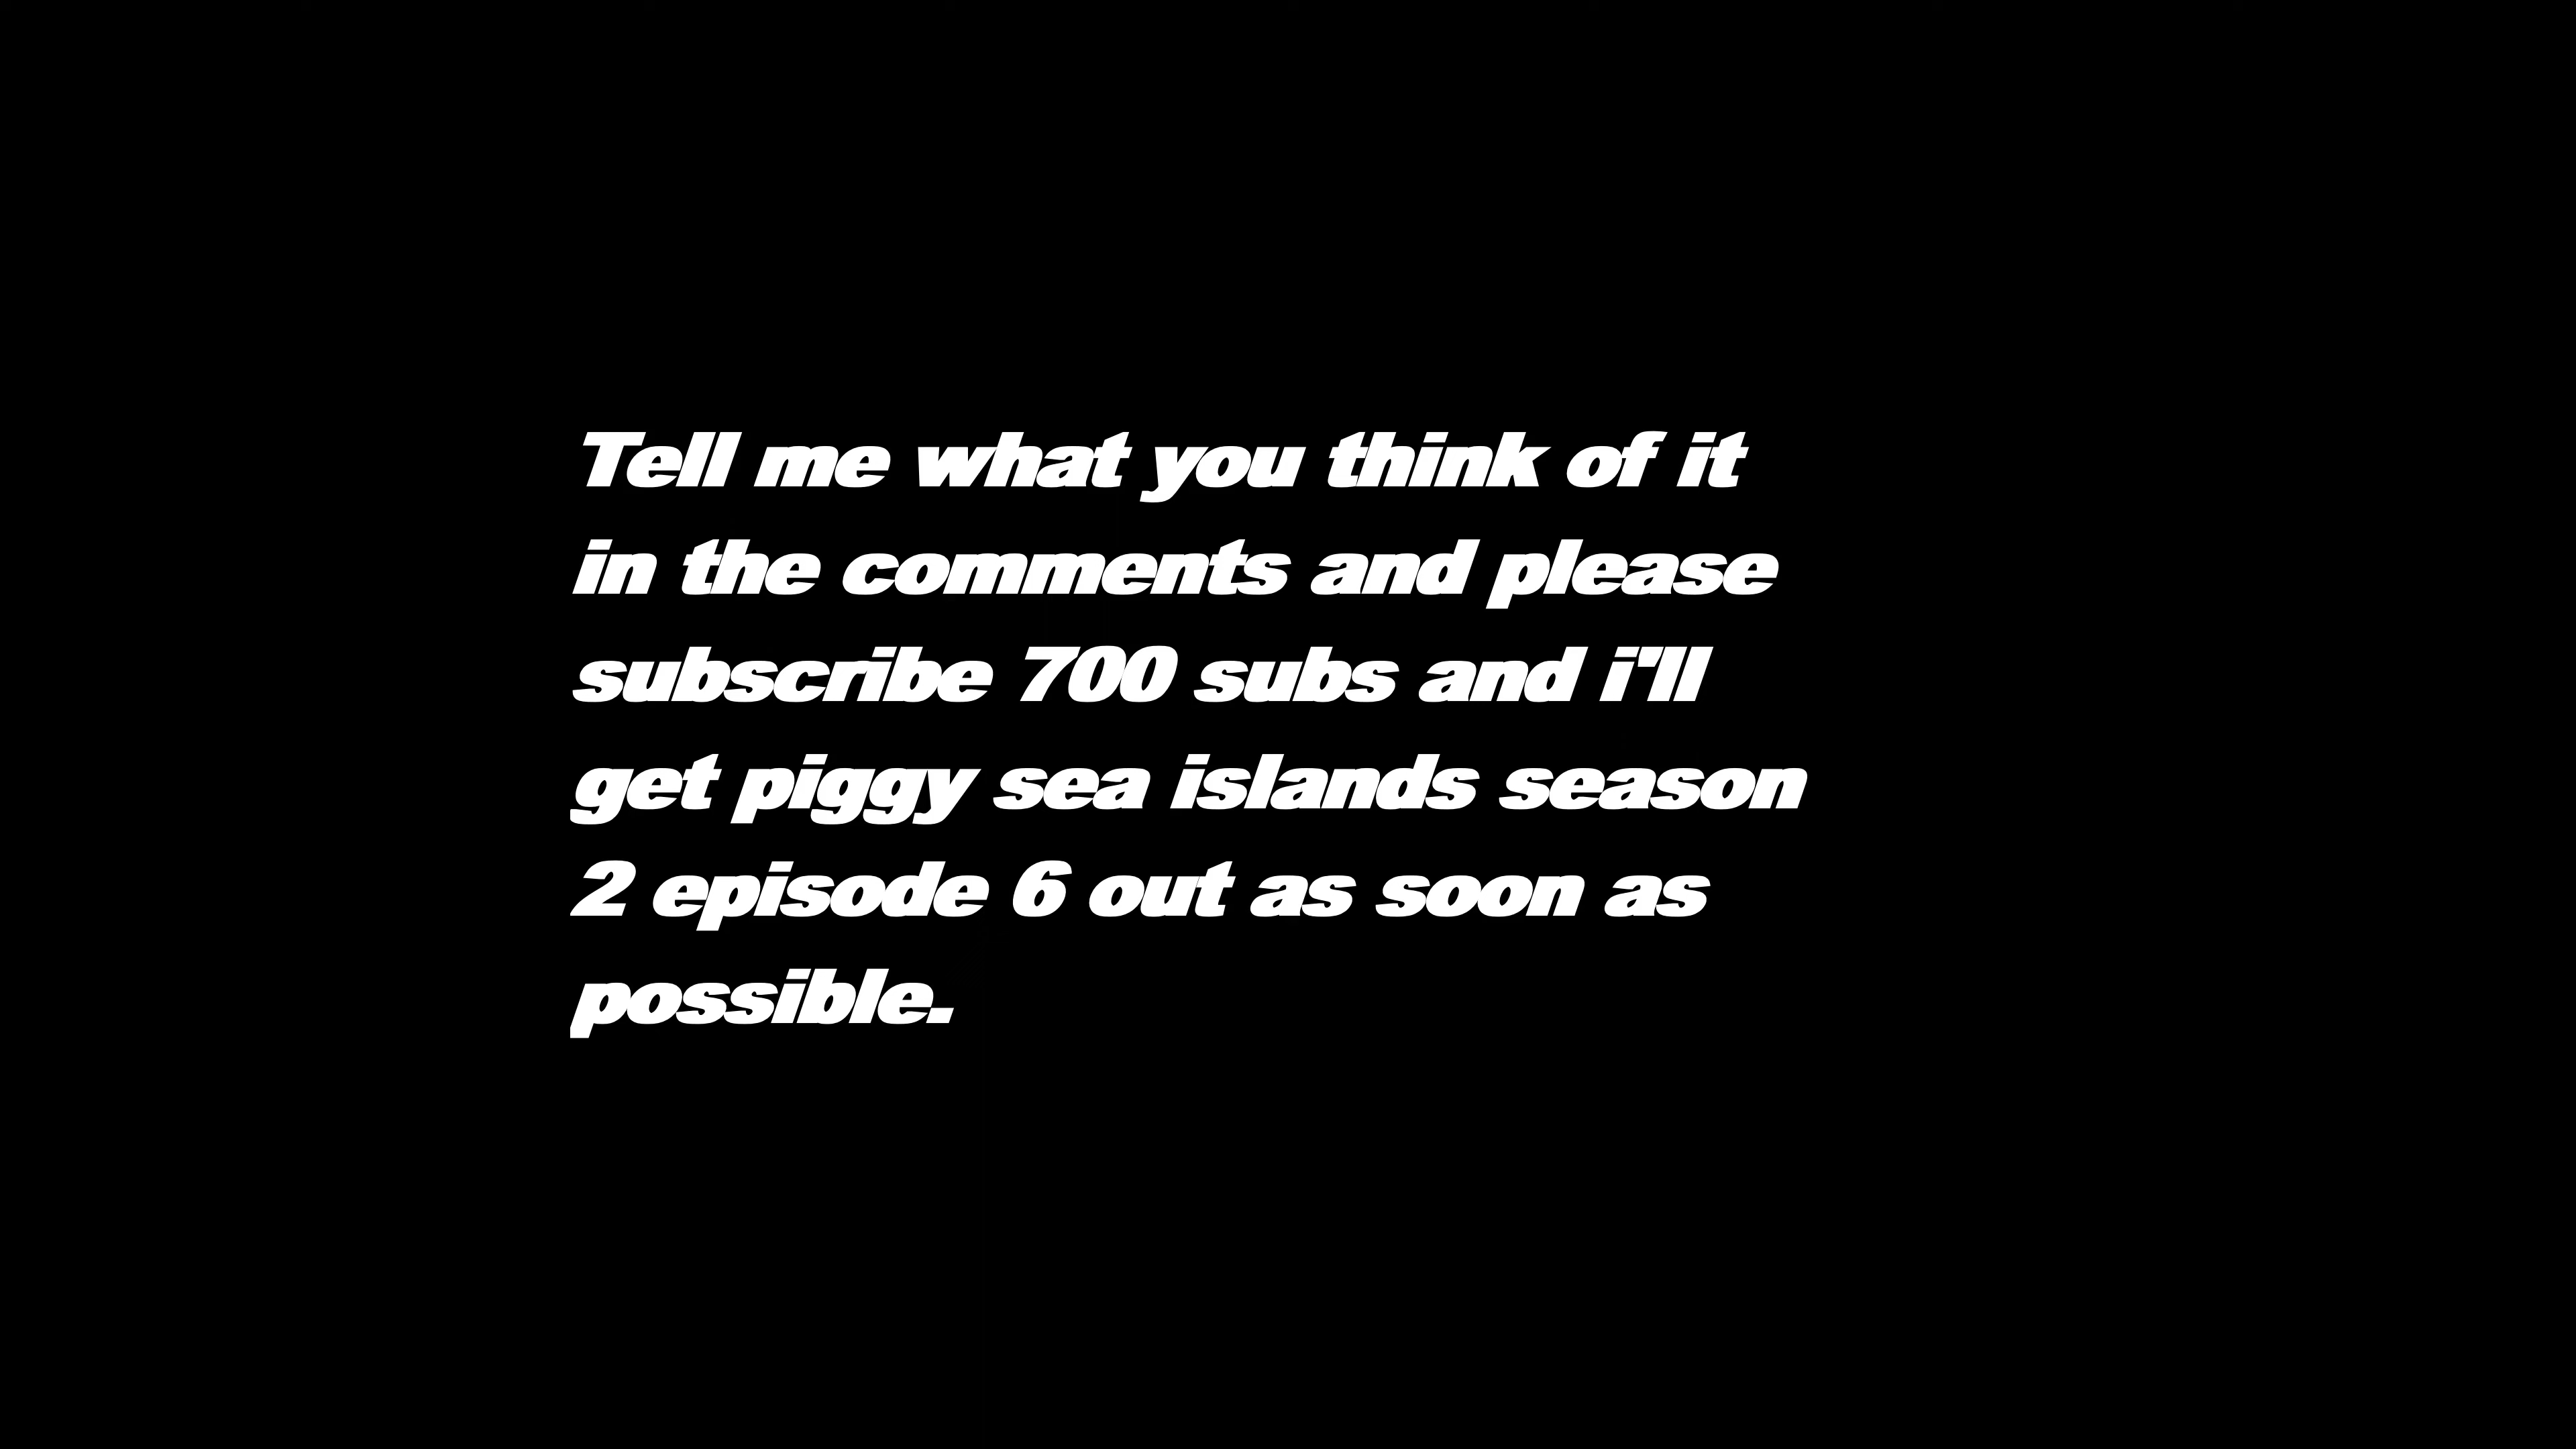 Tell me what you think of it
in the comments and please
subscribe 700 subs and i'll
get piggy sea islands season
2 episode 6 out as soon as
possible.